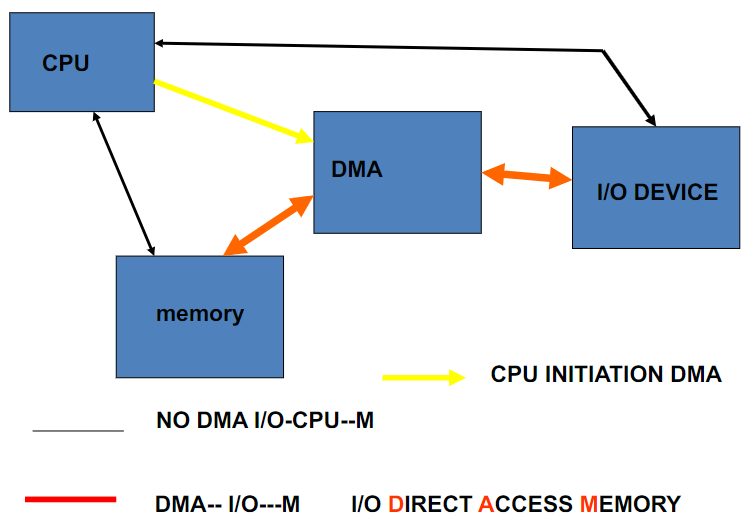 CPU
DMA
I/O DEVICE
memory
CPU INITIATION DMA
NO DMA I/O-CPU--M
DMA-- I/O---M I/O DIRECT ACCESS MEMORY